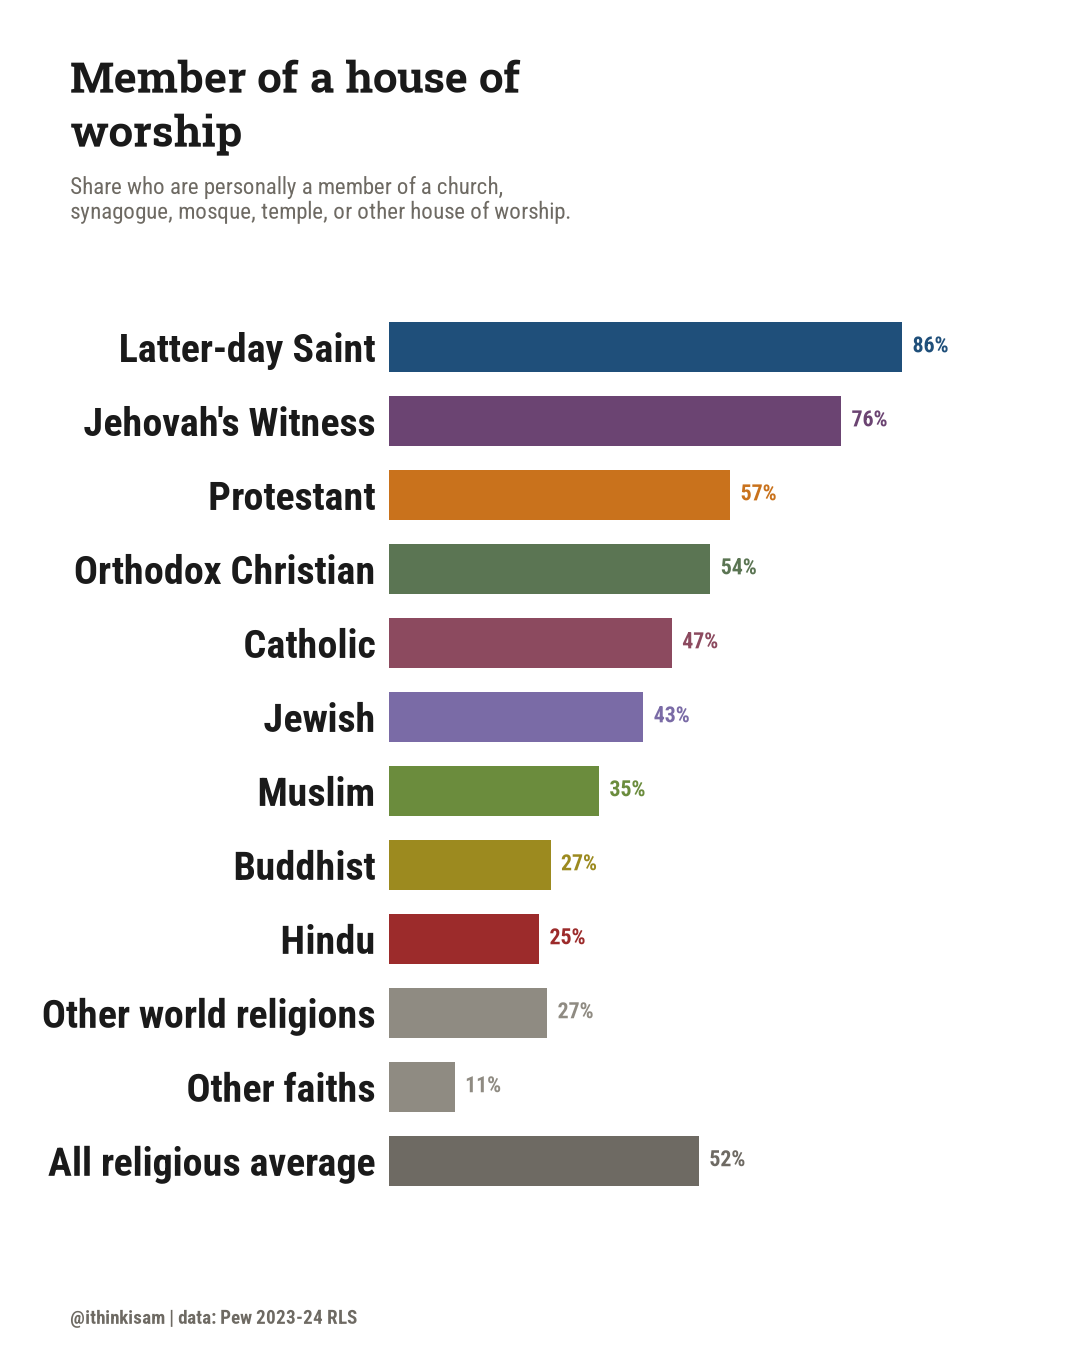 Member of a house of
worship
Share who are personally a member of a church,
synagogue, mosque, temple, or other house of worship.
Latter-day Saint 86%
Jehovah's Witness 76%
Protestant 57%
Orthodox Christian 54%
Catholic 47%
Jewish 43%
Muslim 35%
Buddhist 27%
Hindu 25%
Other world religions 27%
Other faiths 11%
All religious average 52%
@ithinkisam | data: Pew 2023-24 RLS